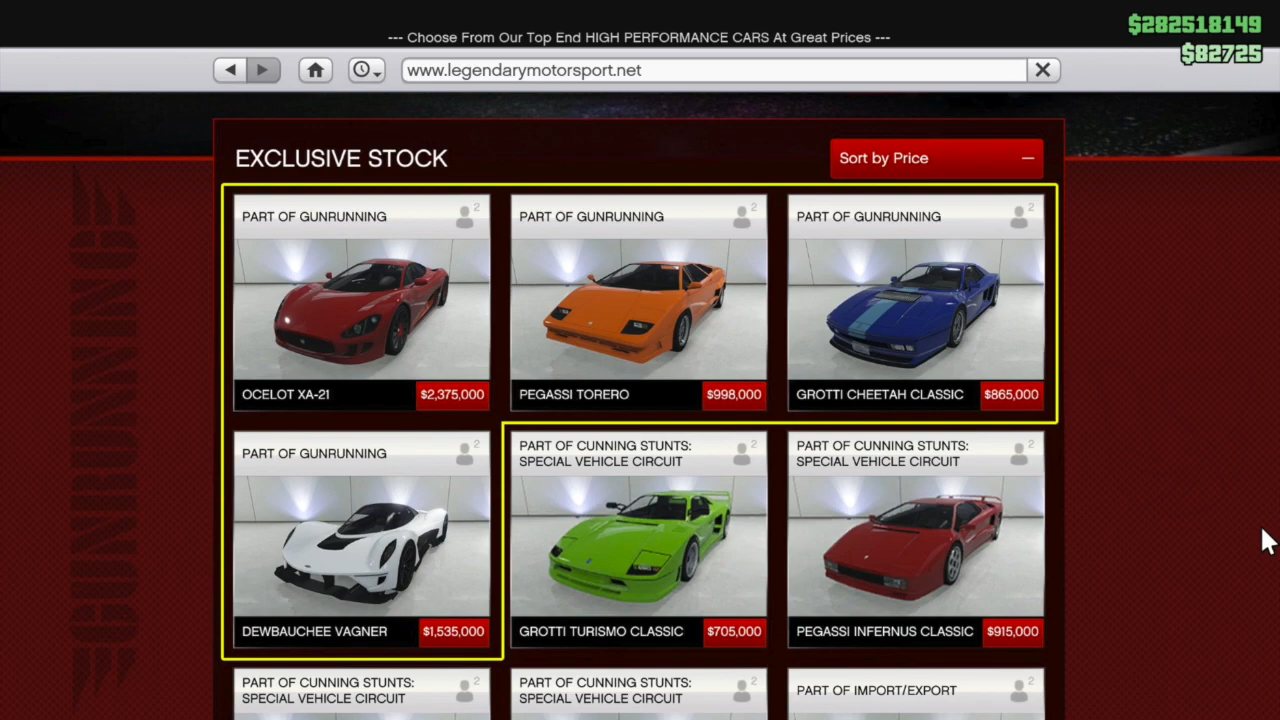 $282518149
--- Choose From Our Top End HIGH PERFORMANCE CARS At Great Prices ---
$82725
www.legendarymotorsport.net
EXCLUSIVE STOCK
Sort by Price
GUNRUNNING
PART OF GUNRUNNING
2
PART OF GUNRUNNING
2
PART OF GUNRUNNING
2
OCELOT XA-21
$2,375,000
PEGASSI TORERO
$998,000
GROTTI CHEETAH CLASSIC
$865,000
PART OF GUNRUNNING
2
PART OF CUNNING STUNTS:
SPECIAL VEHICLE CIRCUIT
2
PART OF CUNNING STUNTS:
SPECIAL VEHICLE CIRCUIT
2
DEWBAUCHEE VAGNER
$1,535,000
GROTTI TURISMO CLASSIC
$705,000
PEGASSI INFERNUS CLASSIC
$915,000
PART OF CUNNING STUNTS:
SPECIAL VEHICLE CIRCUIT
2
PART OF CUNNING STUNTS:
SPECIAL VEHICLE CIRCUIT
2
PART OF IMPORT/EXPORT
2